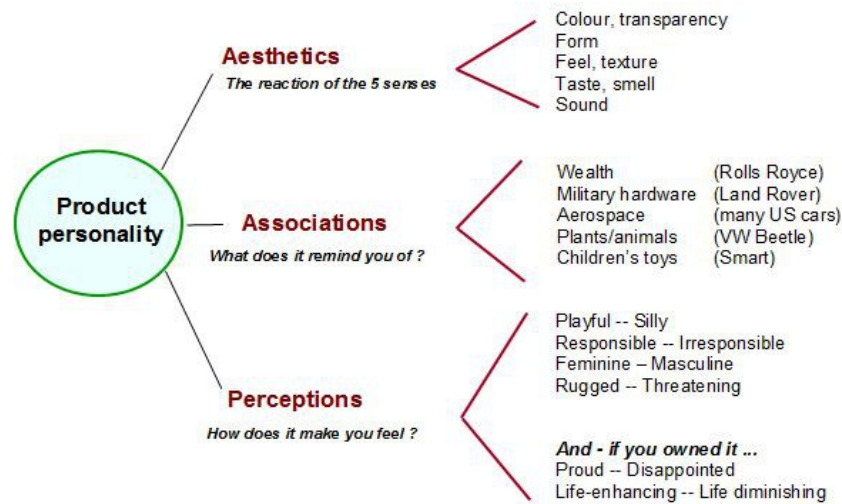 Product
personality
Aesthetics
The reaction of the 5 senses
Colour, transparency
Form
Feel, texture
Taste, smell
Sound
Associations
What does it remind you of ?
Wealth (Rolls Royce)
Military hardware (Land Rover)
Aerospace (many US cars)
Plants/animals (VW Beetle)
Children's toys (Smart)
Perceptions
How does it make you feel ?
Playful -- Silly
Responsible -- Irresponsible
Feminine – Masculine
Rugged -- Threatening
And - if you owned it ...
Proud -- Disappointed
Life-enhancing -- Life diminishing